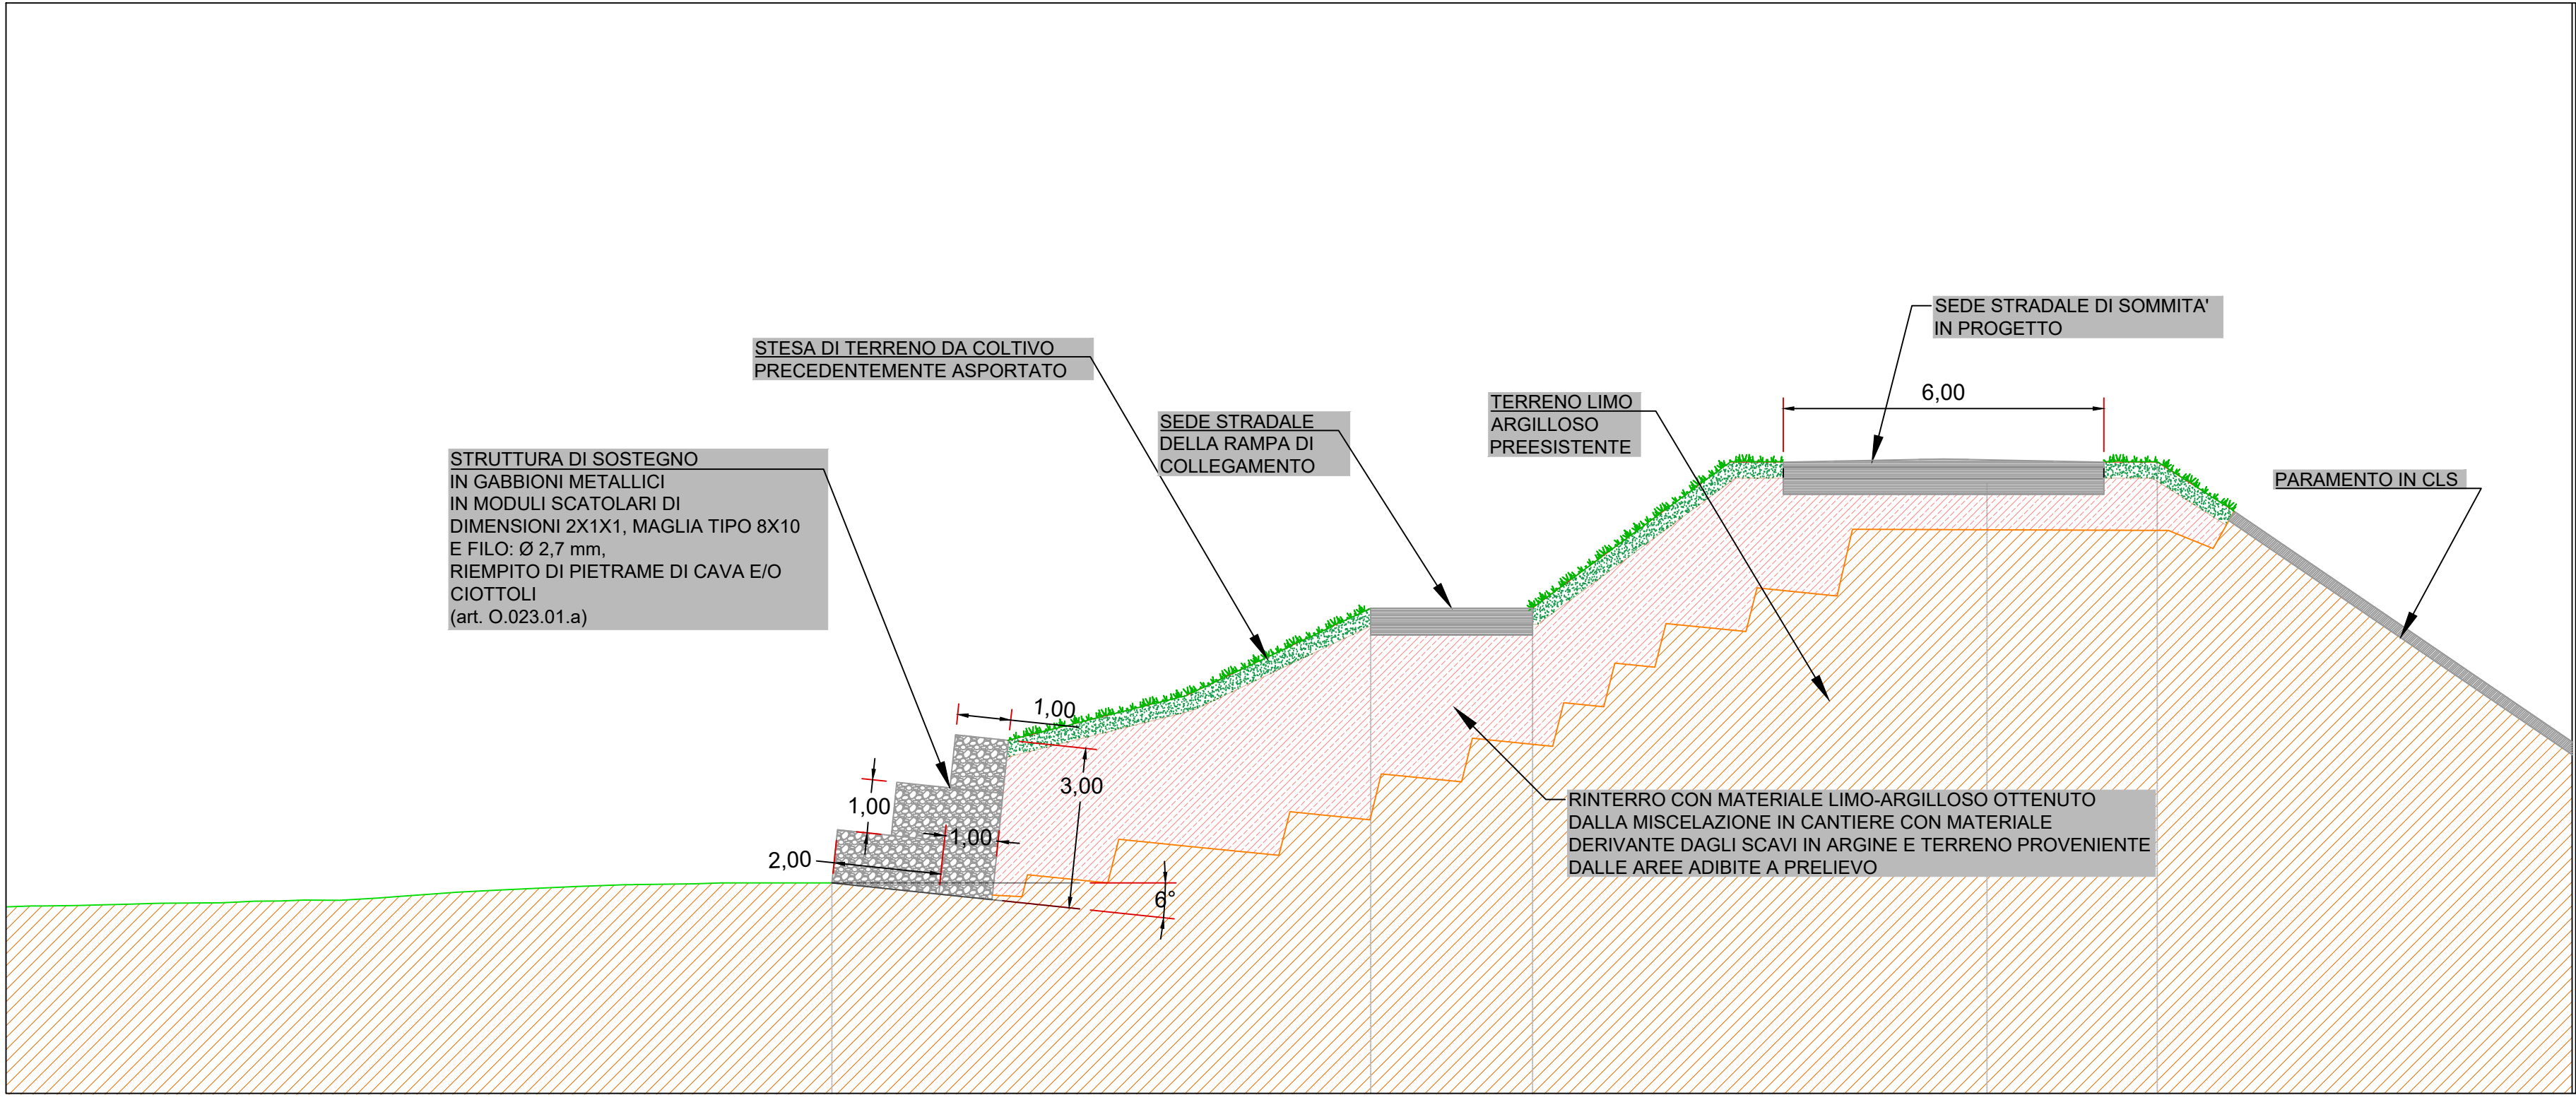 SEDE STRADALE DI SOMMITA'
IN PROGETTO
STESA DI TERRENO DA COLTIVO
PRECEDENTEMENTE ASPORTATO
6,00
TERRENO LIMO
ARGILLOSO
PREESISTENTE
SEDE STRADALE
DELLA RAMPA DI
COLLEGAMENTO
STRUTTURA DI SOSTEGNO
IN GABBIONI METALLICI
IN MODULI SCATOLARI DI
DIMENSIONI 2X1X1, MAGLIA TIPO 8X10
E FILO: Ø 2,7 mm,
RIEMPITO DI PIETRAME DI CAVA E/O
CIOTTOLI
(art. O.023.01.a)
PARAMENTO IN CLS
1,00
3,00
1,00
1,00
2,00
6°
RINTERRO CON MATERIALE LIMO-ARGILLOSO OTTENUTO
DALLA MISCELAZIONE IN CANTIERE CON MATERIALE
DERIVANTE DAGLI SCAVI IN ARGINE E TERRENO PROVENIENTE
DALLE AREE ADIBITE A PRELIEVO